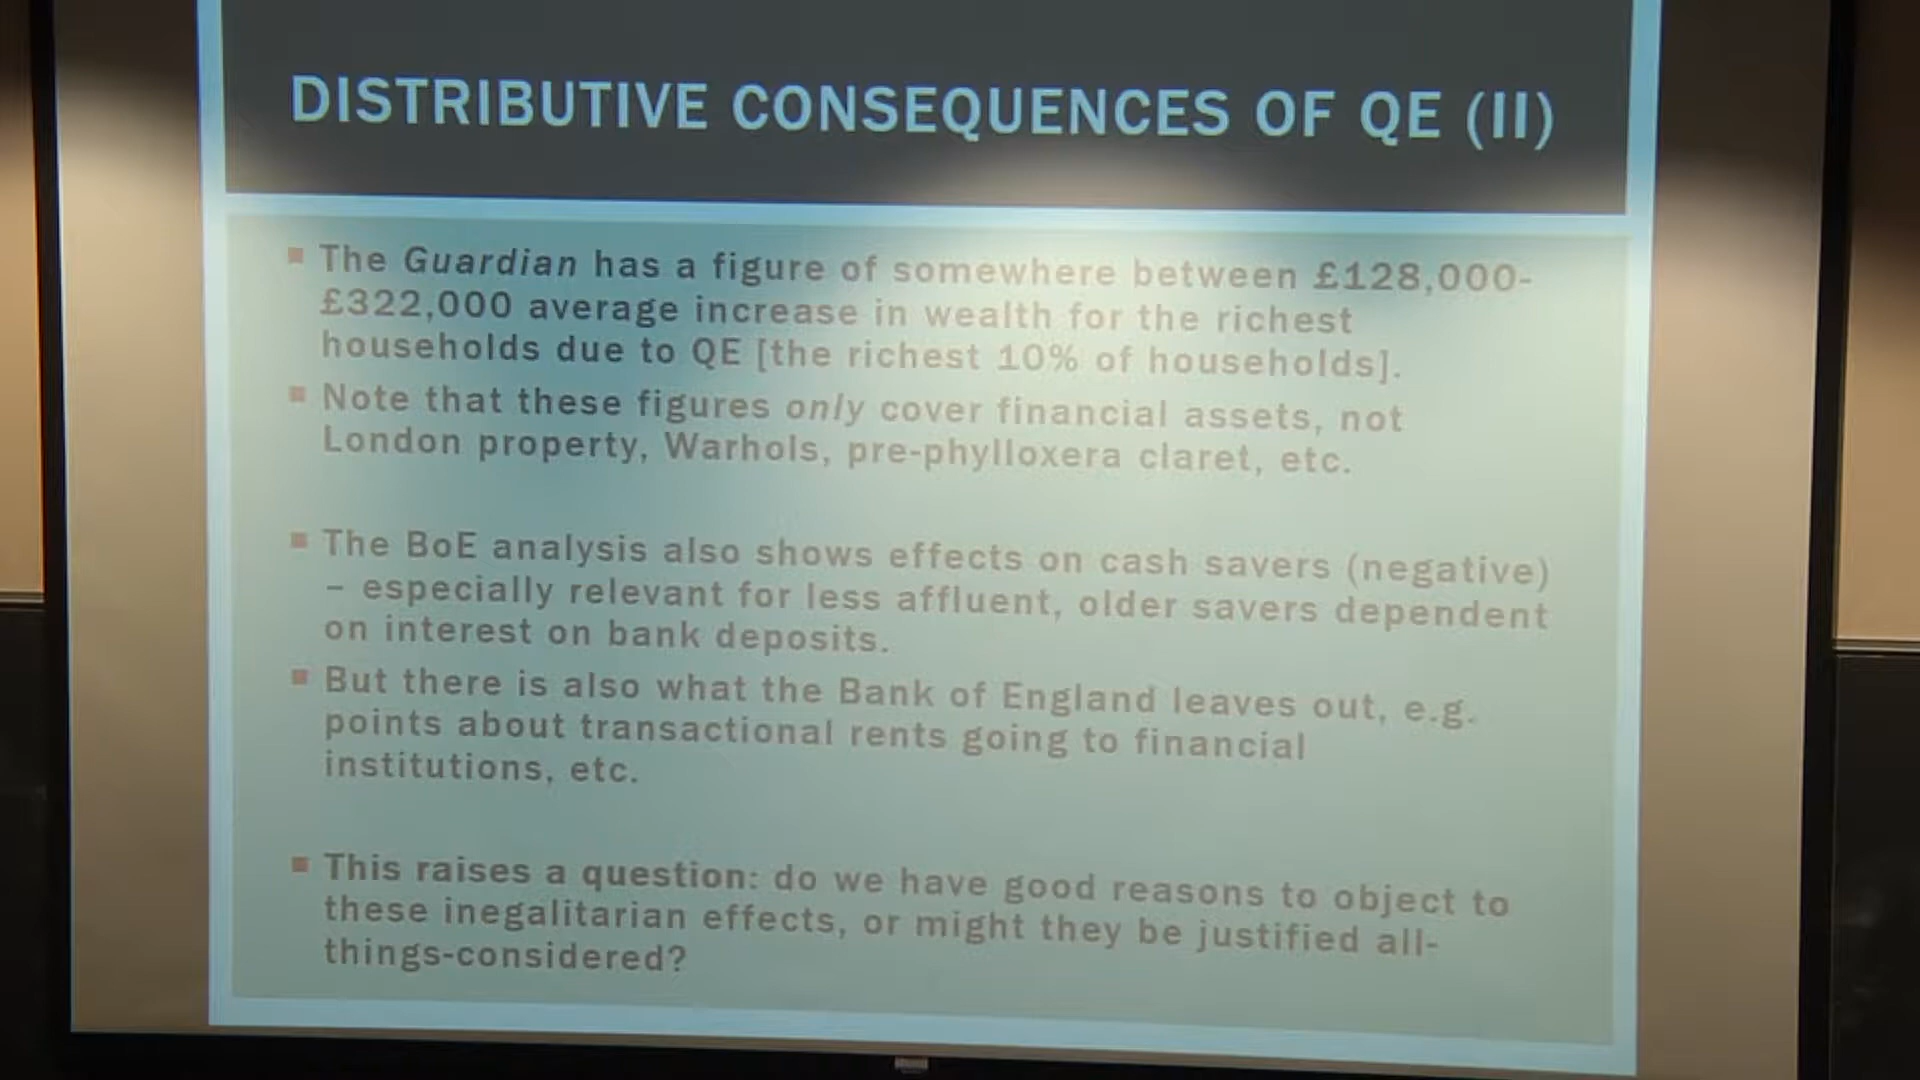 DISTRIBUTIVE CONSEQUENCES OF QE (II)
▪ The Guardian has a figure of somewhere between £128,000-
£322,000 average increase in wealth for the richest
households due to QE [the richest 10% of households].
▪ Note that these figures only cover financial assets, not
London property, Warhols, pre-phylloxera claret, etc.
▪ The BoE analysis also shows effects on cash savers (negative)
– especially relevant for less affluent, older savers dependent
on interest on bank deposits.
▪ But there is also what the Bank of England leaves out, e.g.
points about transactional rents going to financial
institutions, etc.
▪ This raises a question: do we have good reasons to object to
these inegalitarian effects, or might they be justified all-
things-considered?